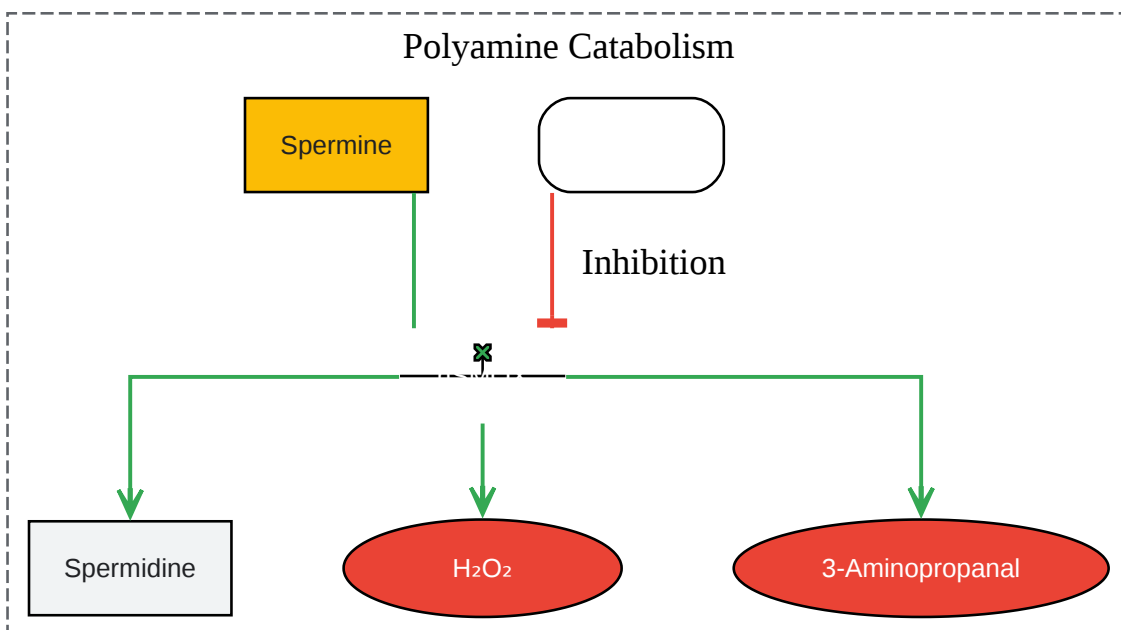 Polyamine Catabolism
Spermine
Inhibition
Spermidine
H₂O₂
3-Aminopropanal